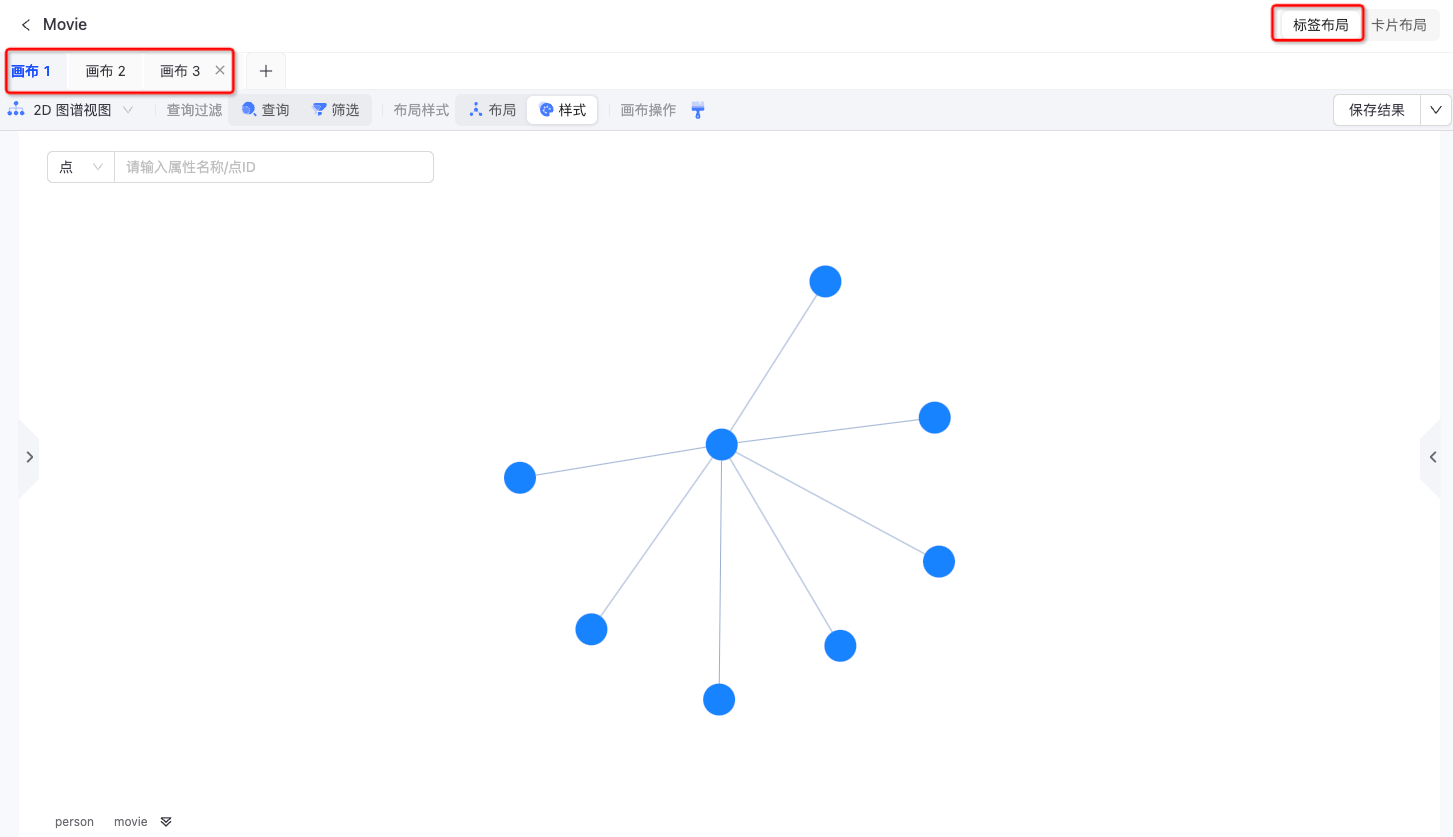 Movie
标签布局 卡片布局
画布 1 画布 2 画布 3
2D 图谱视图 查询过滤 查询 筛选 布局样式 布局 样式 画布操作 保存结果
点 请输入属性名称/点ID
person movie